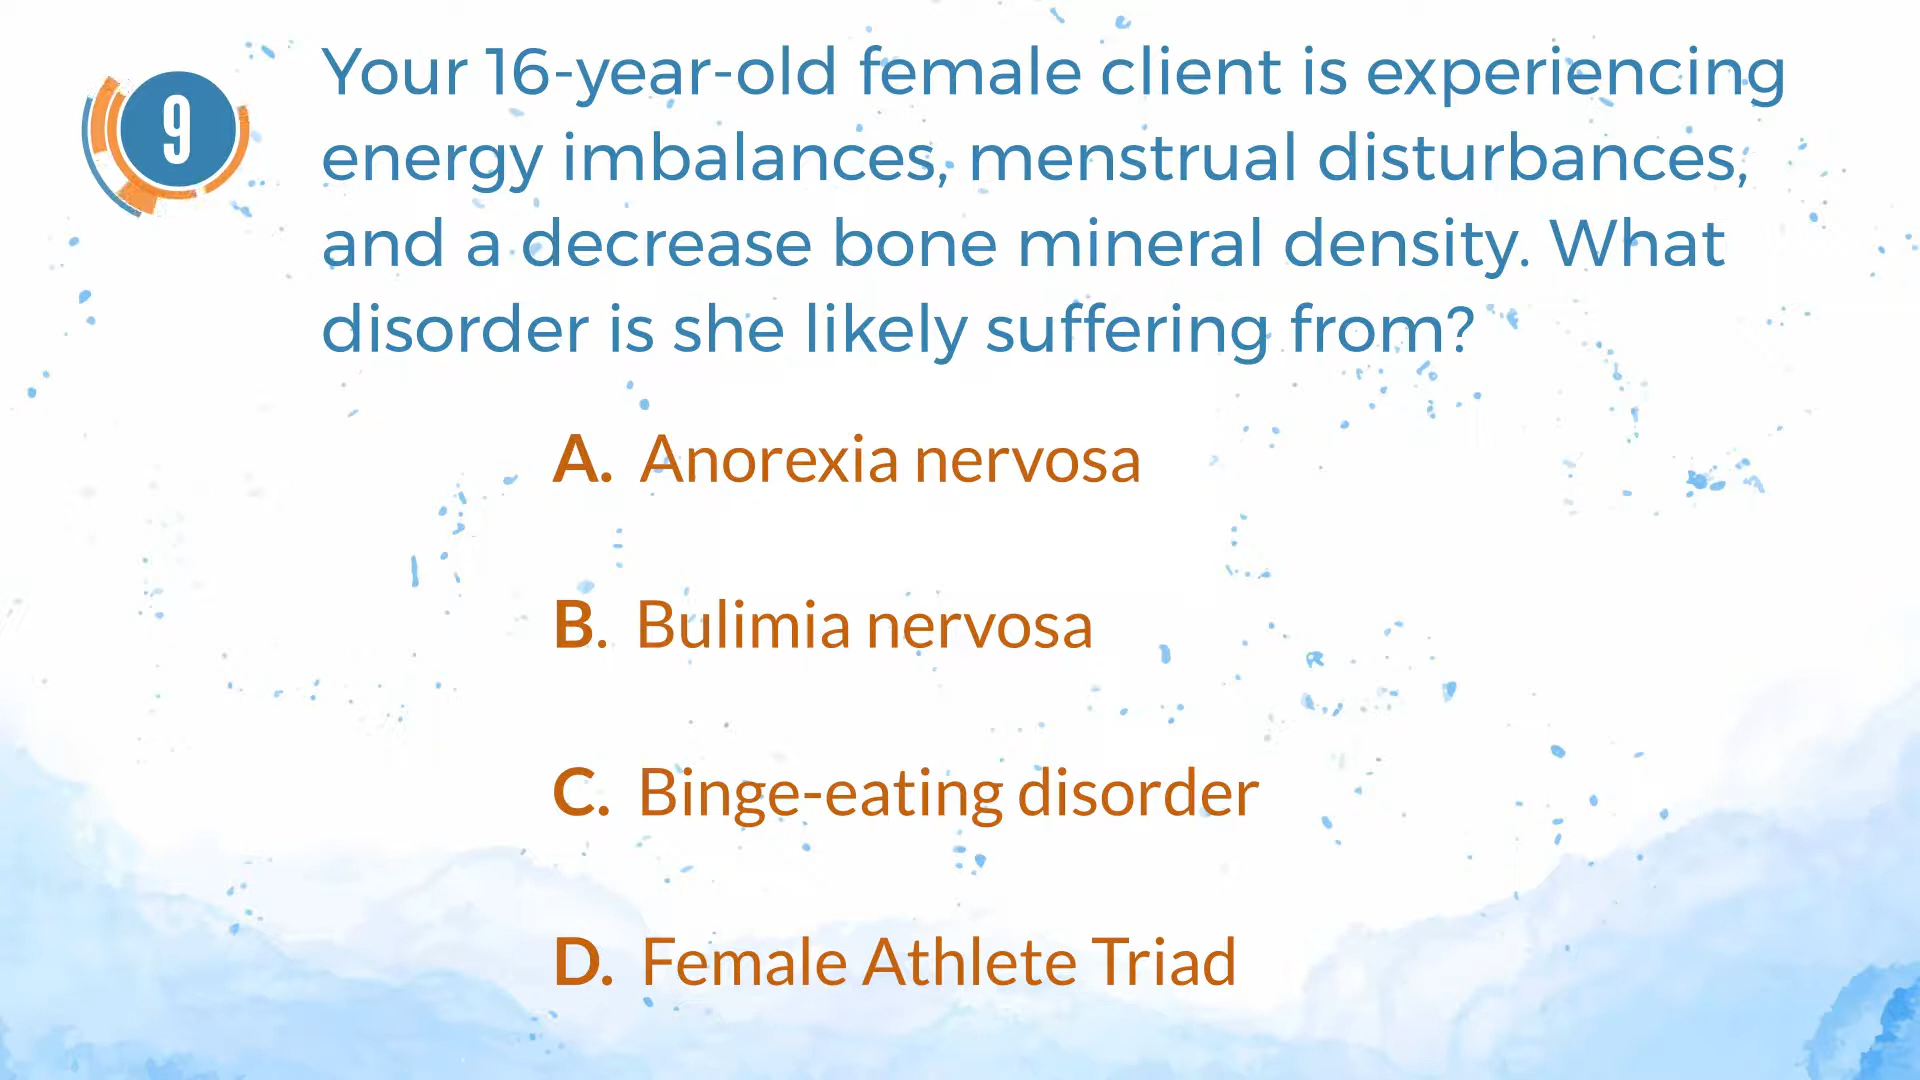 9
Your 16-year-old female client is experiencing
energy imbalances, menstrual disturbances,
and a decrease bone mineral density. What
disorder is she likely suffering from?
A. Anorexia nervosa
B. Bulimia nervosa
C. Binge-eating disorder
D. Female Athlete Triad